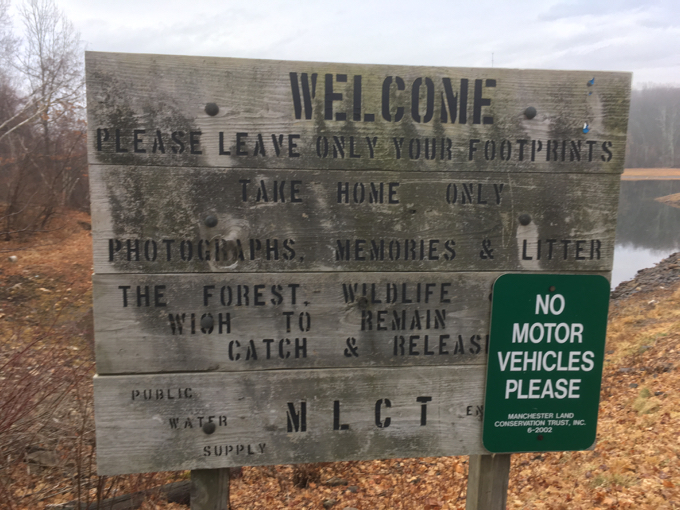 WELCOME
PLEASE LEAVE ONLY YOUR FOOTPRINTS
TAKE HOME ONLY
PHOTOGRAPHS, MEMORIES & LITTER
THE FOREST, WILDLIFE
WISH TO REMAIN
CATCH & RELEAS
PUBLIC
WATER
SUPPLY
MLCT
EN
NO
MOTOR
VEHICLES
PLEASE
MANCHESTER LAND
CONSERVATION TRUST, INC.
6-2002